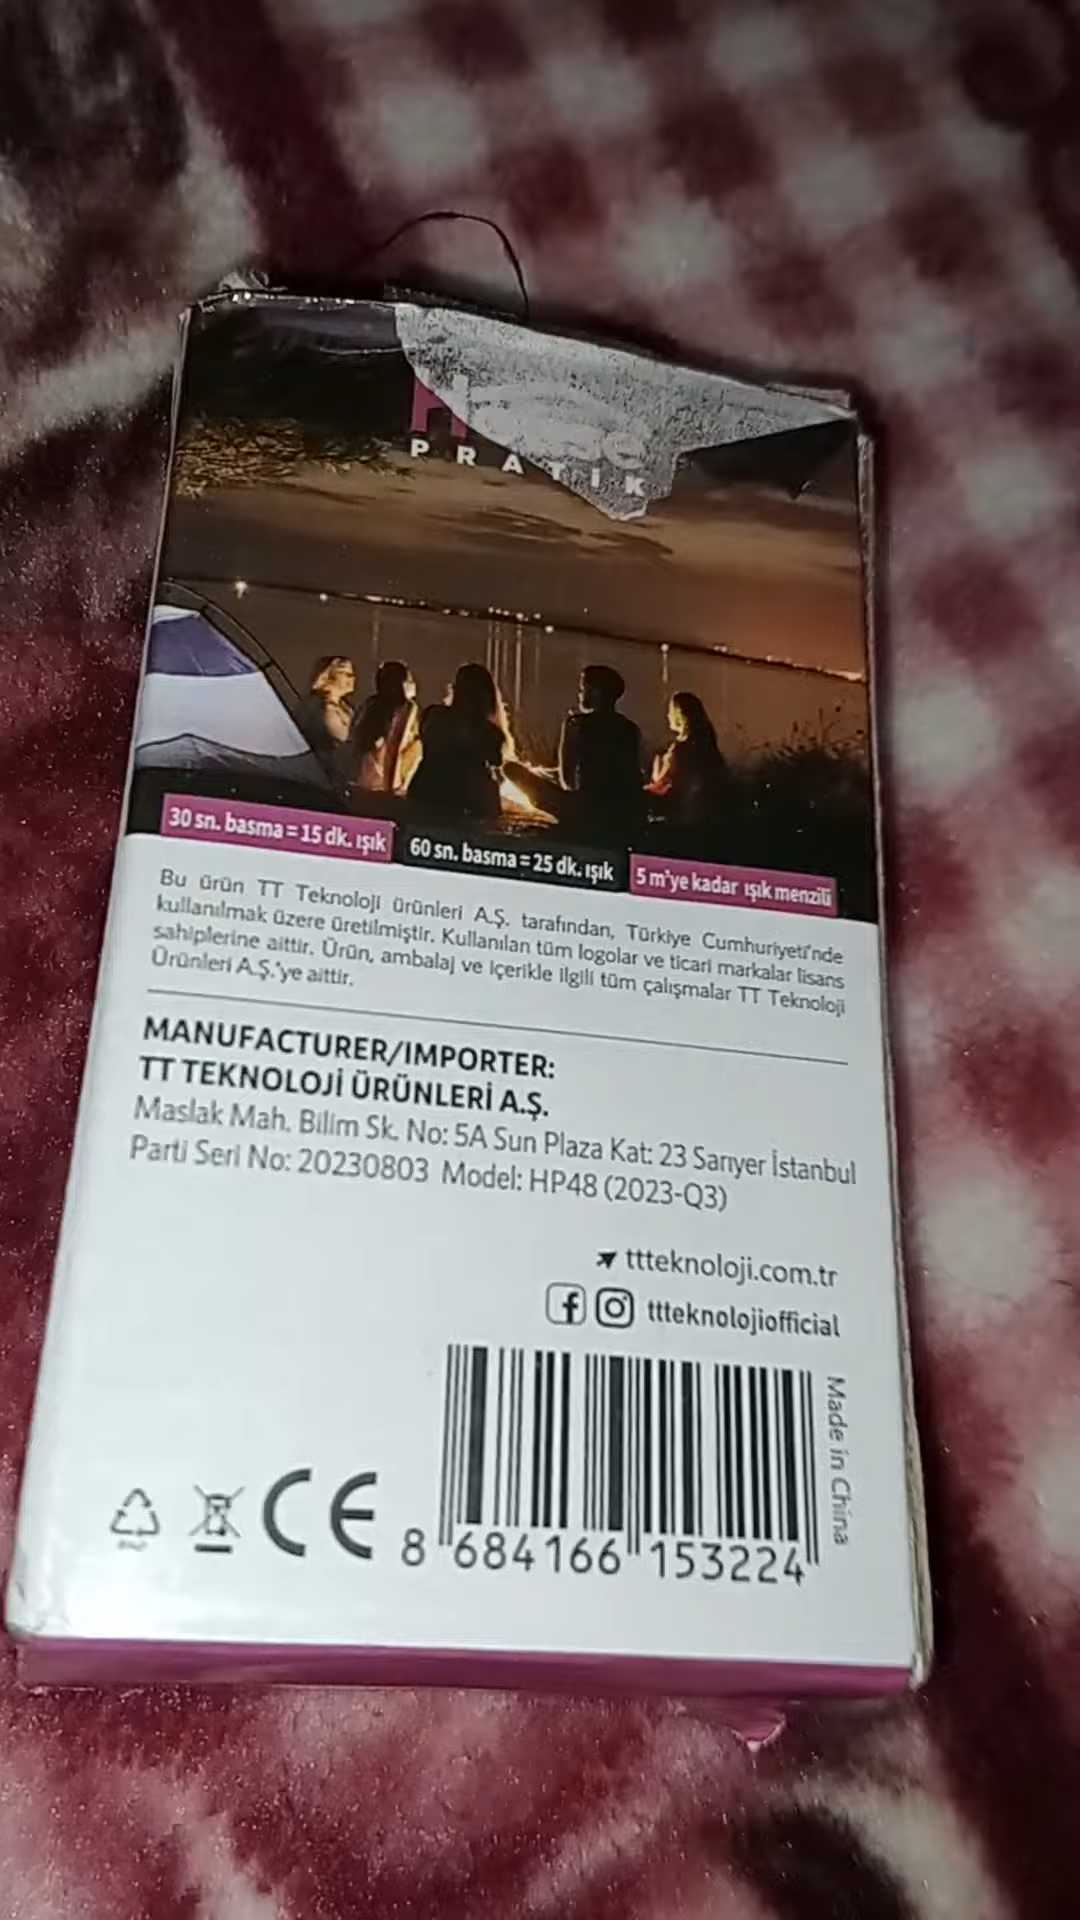 PRATİK
30 sn. basma = 15 dk. ışık
60 sn. basma = 25 dk. ışık
5 m'ye kadar ışık menzili
Bu ürün TT Teknoloji ürünleri A.Ş. tarafından, Türkiye Cumhuriyeti'nde
kullanılmak üzere üretilmiştir. Kullanılan tüm logolar ve ticari markalar lisans
sahiplerine aittir. Ürün, ambalaj ve içerikle ilgili tüm çalışmalar TT Teknoloji
Ürünleri A.Ş.'ye aittir.
MANUFACTURER/IMPORTER:
TT TEKNOLOJİ ÜRÜNLERİ A.Ş.
Maslak Mah. Bilim Sk. No: 5A Sun Plaza Kat: 23 Sarıyer İstanbul
Parti Seri No: 20230803 Model: HP48 (2023-Q3)
ttteknoloji.com.tr
ttteknolojiofficial
Made in China
CE
8 684166 153224